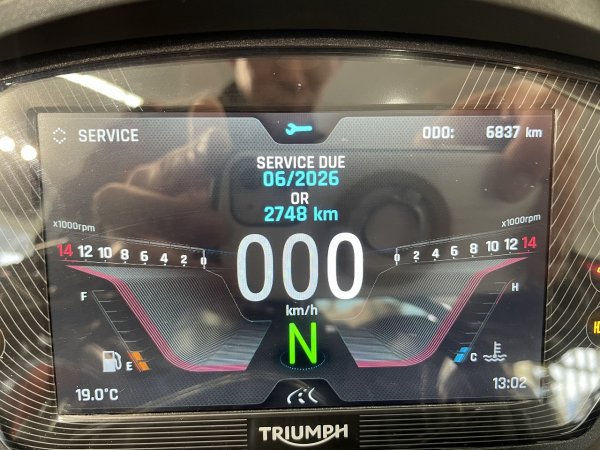 SERVICE
ODO: 6837 km
SERVICE DUE
06/2026
OR
2748 km
x1000rpm
x1000rpm
14 12 10 8 6 4 2 0
0 2 4 6 8 10 12 14
000
km/h
F
H
N
E
C
19.0°C
13:02
TRIUMPH